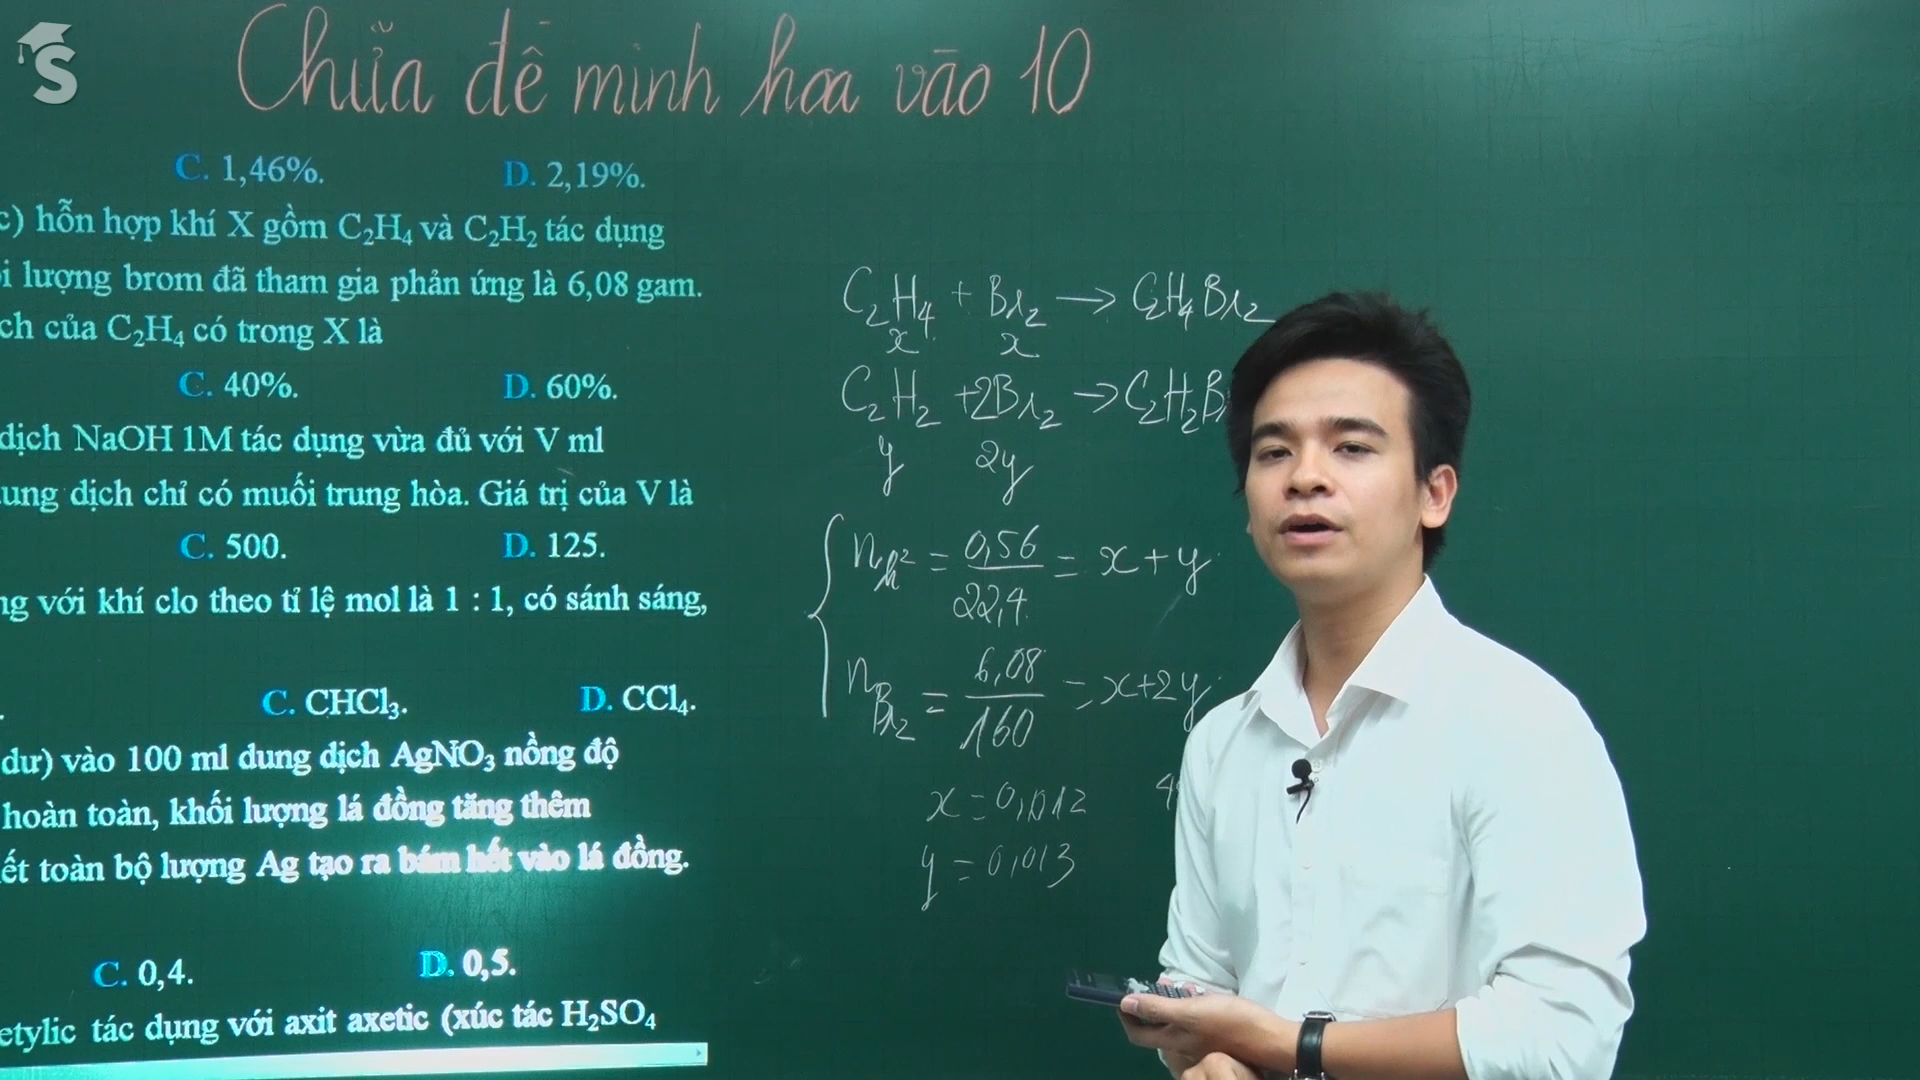 S
Chữa đề minh hoa vào 10
C. 1,46%. D. 2,19%.
c) hỗn hợp khí X gồm C₂H₄ và C₂H₂ tác dụng
i lượng brom đã tham gia phản ứng là 6,08 gam.
ch của C₂H₄ có trong X là
C. 40%. D. 60%.
dịch NaOH 1M tác dụng vừa đủ với V ml
ung dịch chỉ có muối trung hòa. Giá trị của V là
C. 500. D. 125.
ng với khí clo theo tỉ lệ mol là 1 : 1, có sánh sáng,
. C. CHCl₃. D. CCl₄.
dư) vào 100 ml dung dịch AgNO₃ nồng độ
hoàn toàn, khối lượng lá đồng tăng thêm
ết toàn bộ lượng Ag tạo ra bám hết vào lá đồng.
C. 0,4. D. 0,5.
etylic tác dụng với axit axetic (xúc tác H₂SO₄
C₂H₄ + Br₂ → C₂H₄Br₂
x x
C₂H₂ + 2Br₂ → C₂H₂B
y 2y
= 0,56 / 22,4 = x + y
n Br₂ = 6,08 / 160 = x + 2y
x = 0,012
y = 0,013